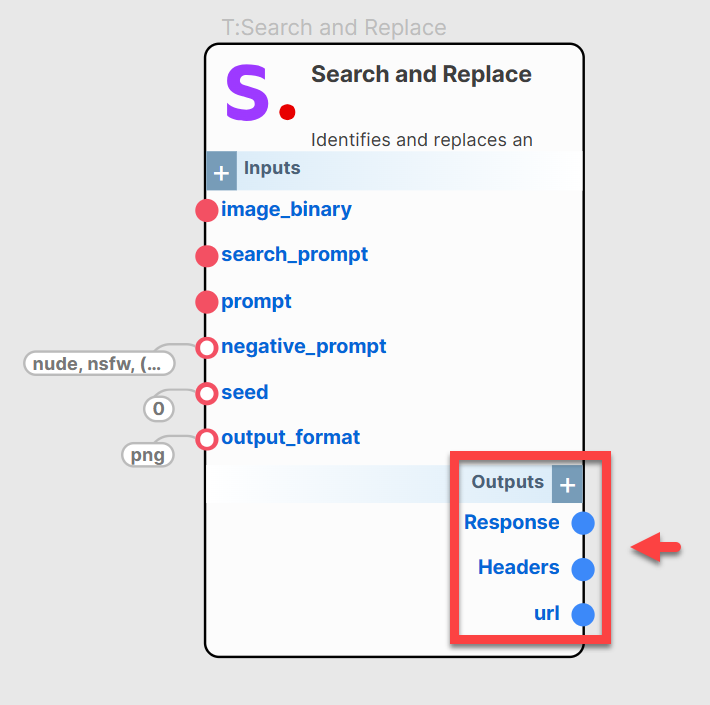 T:Search and Replace
S.
Search and Replace
Identifies and replaces an
+ Inputs
image_binary
search_prompt
prompt
negative_prompt
nude, nsfw, (...
seed
0
output_format
png
Outputs +
Response
Headers
url